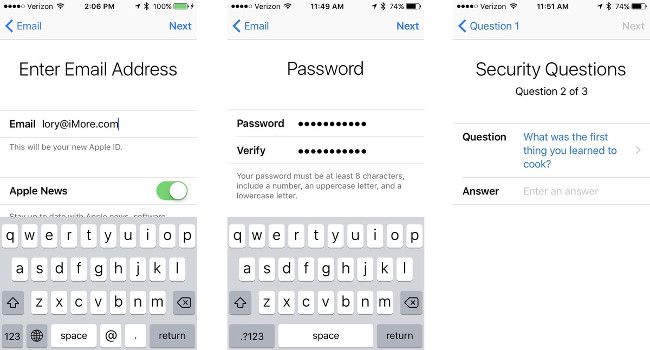 Verizon 2:06 PM 100%
Email Next
Enter Email Address
Email lory@iMore.com
This will be your new Apple ID.
Apple News
Stay up to date with Apple news, software
q w e r t y u i o p
a s d f g h j k l
z x c v b n m
123 space @ . return
Verizon 11:49 AM 74%
Email Next
Password
Password ●●●●●●●●●●●
Verify ●●●●●●●●●●●
Your password must be at least 8 characters,
include a number, an uppercase letter, and a
lowercase letter.
q w e r t y u i o p
a s d f g h j k l
z x c v b n m
.?123 space return
Verizon 11:51 AM 74%
Question 1 Next
Security Questions
Question 2 of 3
Question What was the first
thing you learned to
cook?
Answer Enter an answer